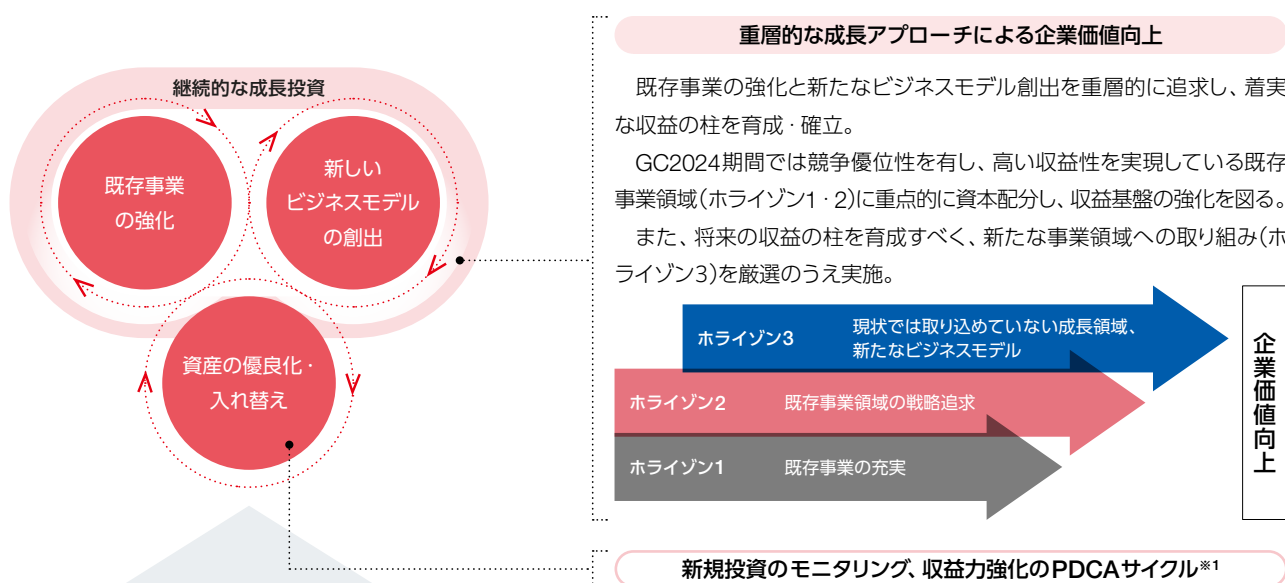 継続的な成長投資
既存事業
の強化
新しい
ビジネスモデル
の創出
資産の優良化・
入れ替え
重層的な成長アプローチによる企業価値向上
既存事業の強化と新たなビジネスモデル創出を重層的に追求し、着実
な収益の柱を育成・確立。
GC2024期間では競争優位性を有し、高い収益性を実現している既存
事業領域(ホライゾン1・2)に重点的に資本配分し、収益基盤の強化を図る。
また、将来の収益の柱を育成すべく、新たな事業領域への取り組み(ホ
ライゾン3)を厳選のうえ実施。
ホライゾン3 現状では取り込めていない成長領域、
新たなビジネスモデル
ホライゾン2 既存事業領域の戦略追求
ホライゾン1 既存事業の充実
企業価値向上
新規投資のモニタリング、収益力強化のPDCAサイクル※1